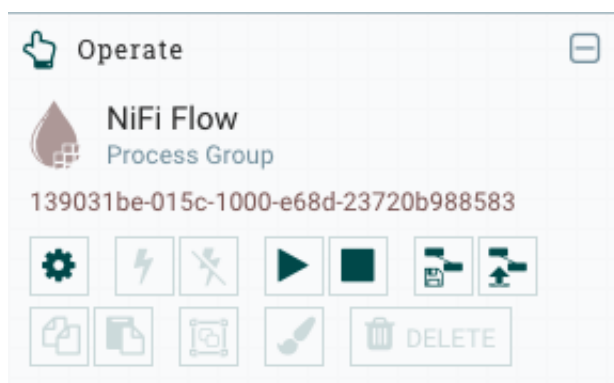 Operate
NiFi Flow
Process Group
139031be-015c-1000-e68d-23720b988583
DELETE